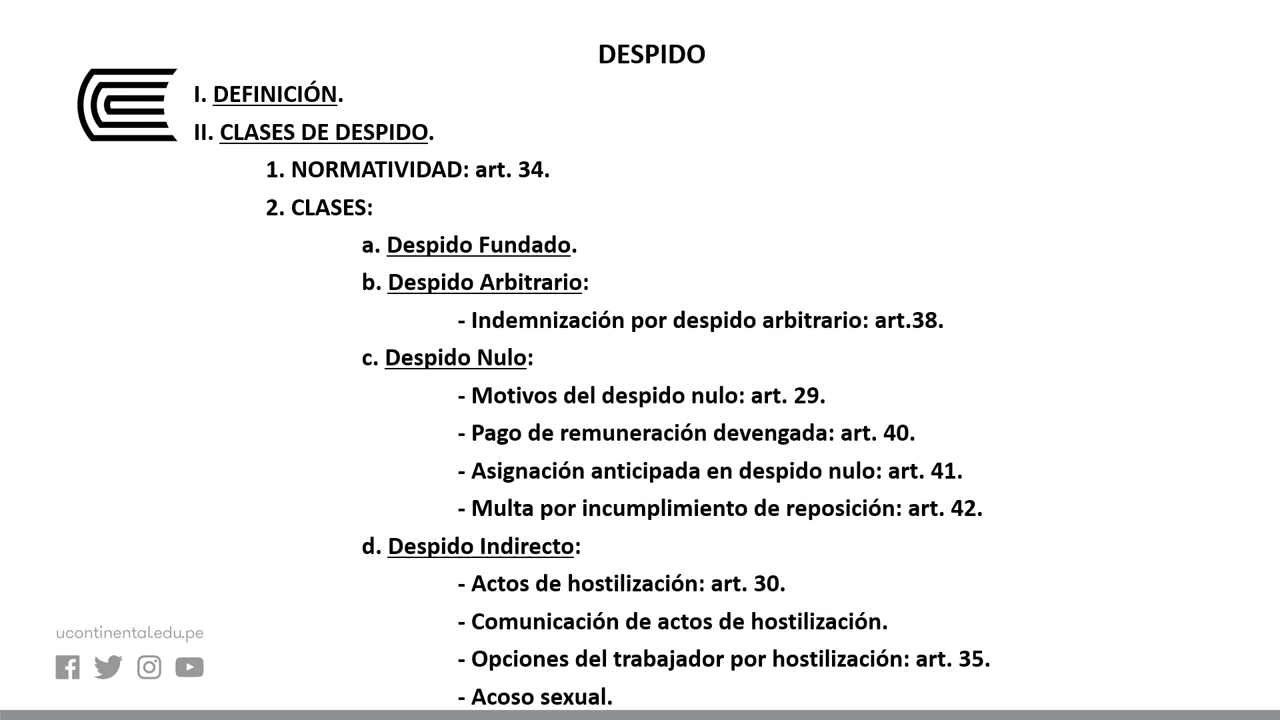 DESPIDO
I. DEFINICIÓN.
II. CLASES DE DESPIDO.
1. NORMATIVIDAD: art. 34.
2. CLASES:
a. Despido Fundado.
b. Despido Arbitrario:
- Indemnización por despido arbitrario: art.38.
c. Despido Nulo:
- Motivos del despido nulo: art. 29.
- Pago de remuneración devengada: art. 40.
- Asignación anticipada en despido nulo: art. 41.
- Multa por incumplimiento de reposición: art. 42.
d. Despido Indirecto:
- Actos de hostilización: art. 30.
- Comunicación de actos de hostilización.
- Opciones del trabajador por hostilización: art. 35.
- Acoso sexual.
ucontinental.edu.pe